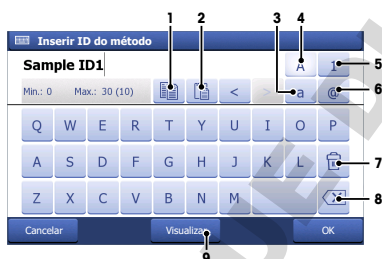 1 2 3 4
Inserir ID do método
Sample ID1 A 1 5
Min.: 0 Max.: 30 (10) < > a @ 6
Q W E R T Y U I O P
A S D F G H J K L 7
Z X C V B N M 8
Cancelar Visualizar OK
9